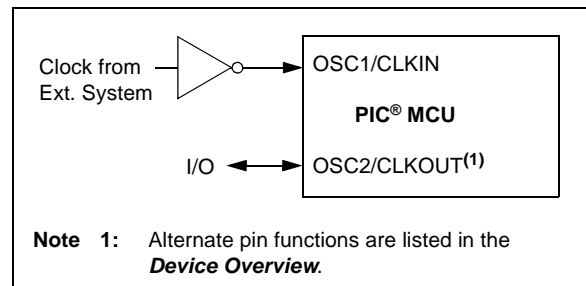 Clock from
Ext. System
OSC1/CLKIN
PIC® MCU
I/O
OSC2/CLKOUT(1)
Note 1: Alternate pin functions are listed in the
Device Overview.